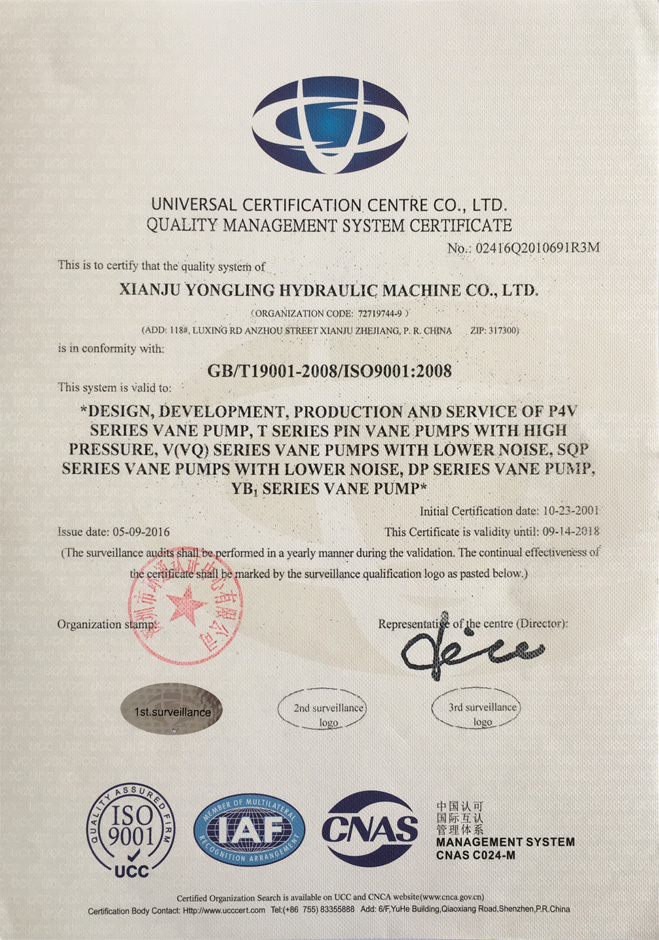 UNIVERSAL CERTIFICATION CENTRE CO., LTD.
QUALITY MANAGEMENT SYSTEM CERTIFICATE
No.: 02416Q2010691R3M
This is to certify that the quality system of
XIANJU YONGLING HYDRAULIC MACHINE CO., LTD.
(ORGANIZATION CODE: 72719744-9 )
(ADD: 118#, LUXING RD ANZHOU STREET XIANJU ZHEJIANG, P. R. CHINA ZIP: 317300)
is in conformity with:
GB/T19001-2008/ISO9001:2008
This system is valid to:
*DESIGN, DEVELOPMENT, PRODUCTION AND SERVICE OF P4V
SERIES VANE PUMP, T SERIES PIN VANE PUMPS WITH HIGH
PRESSURE, V(VQ) SERIES VANE PUMPS WITH LOWER NOISE, SQP
SERIES VANE PUMPS WITH LOWER NOISE, DP SERIES VANE PUMP,
YB₁ SERIES VANE PUMP*
Initial Certification date: 10-23-2001
Issue date: 05-09-2016 This Certificate is validity until: 09-14-2018
(The surveillance audits shall be performed in a yearly manner during the validation. The continual effectiveness of
the certificate shall be marked by the surveillance qualification logo as pasted below.)
Organization stamp: Representative of the centre (Director):
1st.surveillance
2nd surveillance
logo
3rd surveillance
logo
QUALITY ASSURED FIRM
ISO
9001
UCC
MEMBER OF MULTILATERAL
IAF
RECOGNITION ARRANGEMENT
CNAS
中国认可
国际互认
管理体系
MANAGEMENT SYSTEM
CNAS C024-M
Certified Organization Search is available on UCC and CNCA website(www.cnca.gov.cn)
Certification Body Contact: Http://www.ucccert.com Tel:(+86 755) 83355888 Add: 6/F,YuHe Building,Qiaoxiang Road,Shenzhen,P.R.China